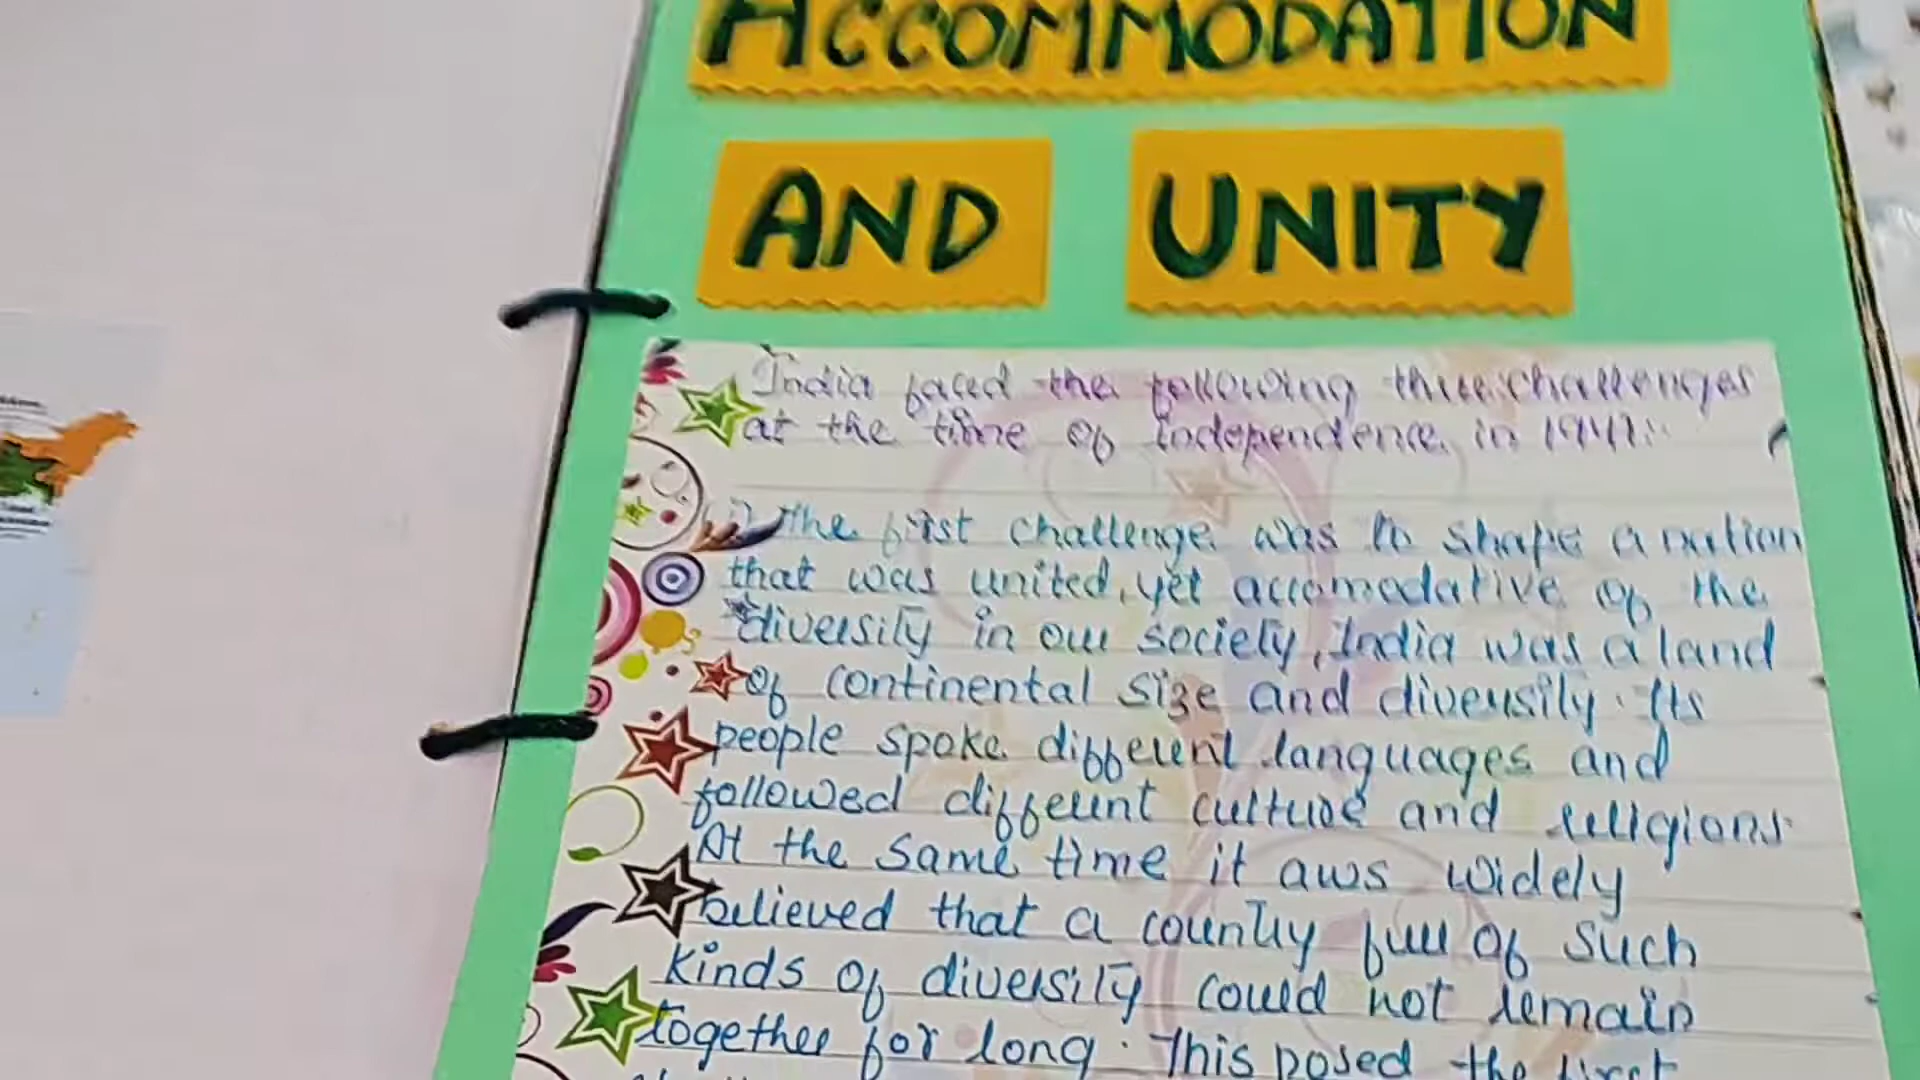 ACCOMMODATION
AND UNITY
India faced the following three challenges
at the time of independence in 1947:-
the first challenge was to shape a nation
that was united, yet accomodative of the
diversity in our society, India was a land
of continental size and diversity. Its
people spoke different languages and
followed different culture and religions.
At the same time it aws widely
believed that a country full of such
kinds of diversity could not remain
together for long. This posed the first